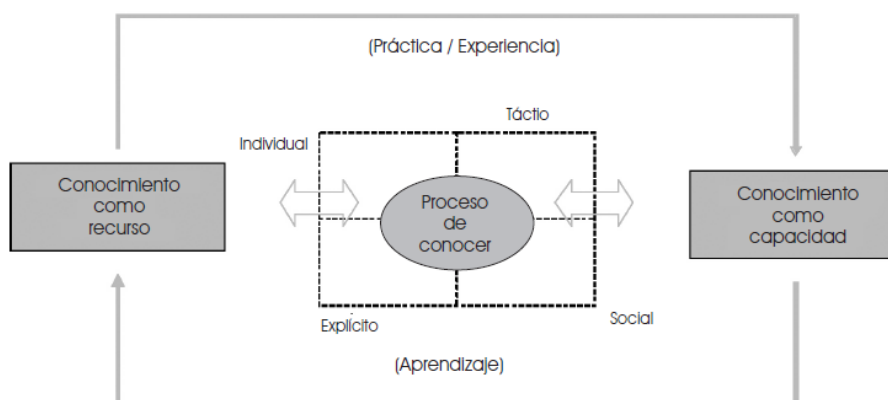 (Práctica / Experiencia)
Táctio
Individual
Conocimiento
como
recurso
Proceso
de
conocer
Conocimiento
como
capacidad
Explícito
Social
(Aprendizaje)